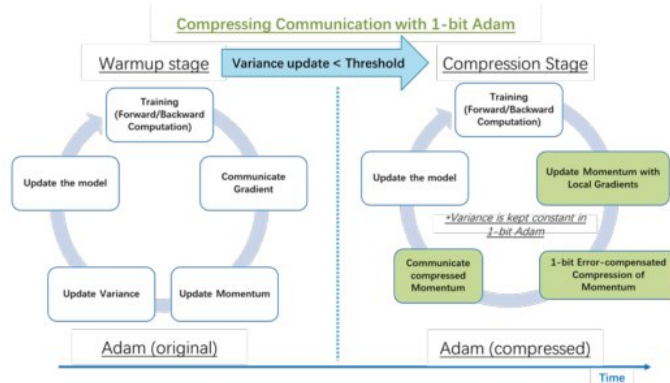 Compressing Communication with 1-bit Adam
Warmup stage
Variance update < Threshold
Compression Stage
Training
(Forward/Backward
Computation)
Communicate
Gradient
Update Momentum
Update Variance
Update the model
Adam (original)
Training
(Forward/Backward
Computation)
Update Momentum with
Local Gradients
1-bit Error-compensated
Compression of
Momentum
Communicate
compressed
Momentum
Update the model
*Variance is kept constant in
1-bit Adam
Adam (compressed)
Time